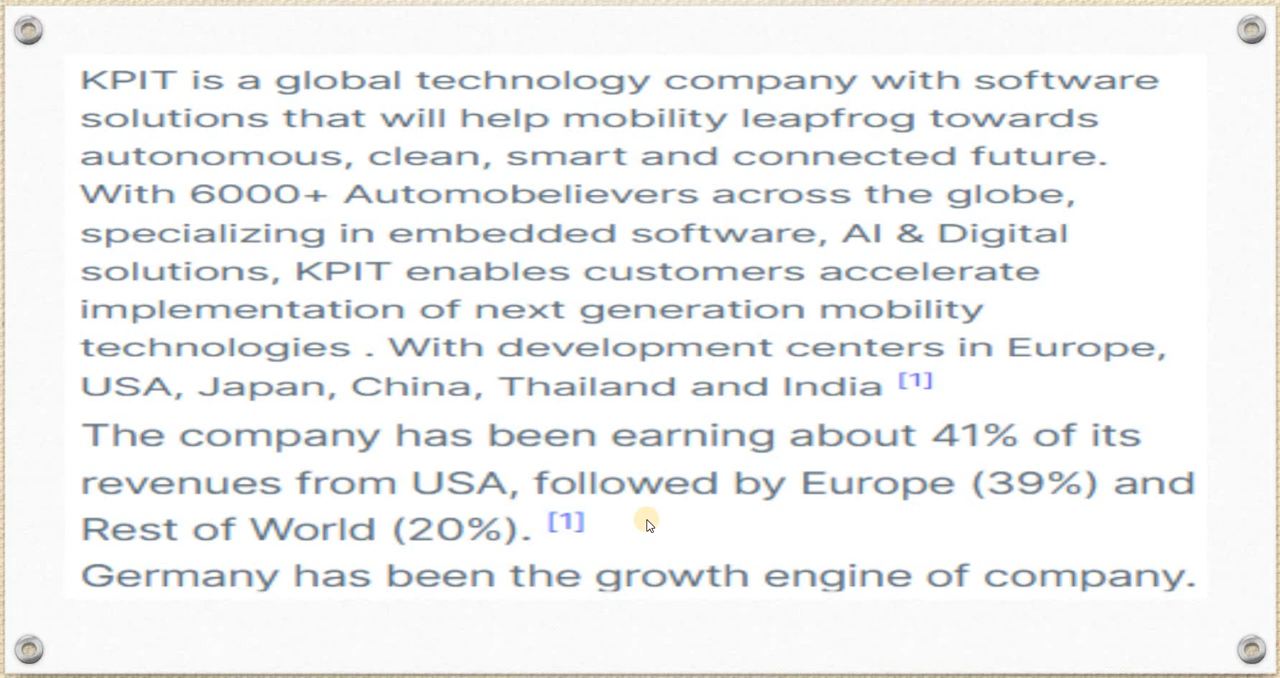 KPIT is a global technology company with software
solutions that will help mobility leapfrog towards
autonomous, clean, smart and connected future.
With 6000+ Automobelievers across the globe,
specializing in embedded software, AI & Digital
solutions, KPIT enables customers accelerate
implementation of next generation mobility
technologies . With development centers in Europe,
USA, Japan, China, Thailand and India [1]
The company has been earning about 41% of its
revenues from USA, followed by Europe (39%) and
Rest of World (20%). [1]
Germany has been the growth engine of company.